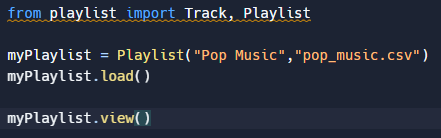 from playlist import Track, Playlist
myPlaylist = Playlist("Pop Music","pop_music.csv")
myPlaylist.load()
myPlaylist.view()